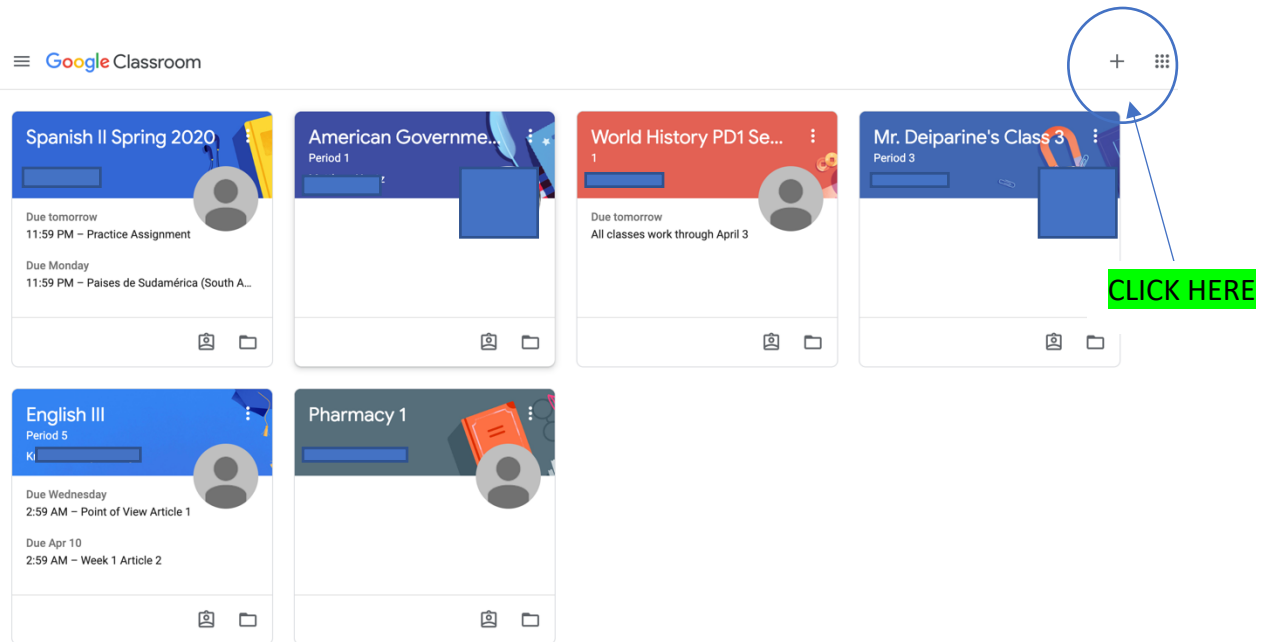 Google Classroom
Spanish II Spring 2020
Due tomorrow
11:59 PM – Practice Assignment
Due Monday
11:59 PM – Paises de Sudamérica (South A...
American Governme...
Period 1
World History PD1 Se...
1
Due tomorrow
All classes work through April 3
Mr. Deiparine's Class 3
Period 3
CLICK HERE
English III
Period 5
Due Wednesday
2:59 AM – Point of View Article 1
Due Apr 10
2:59 AM – Week 1 Article 2
Pharmacy 1